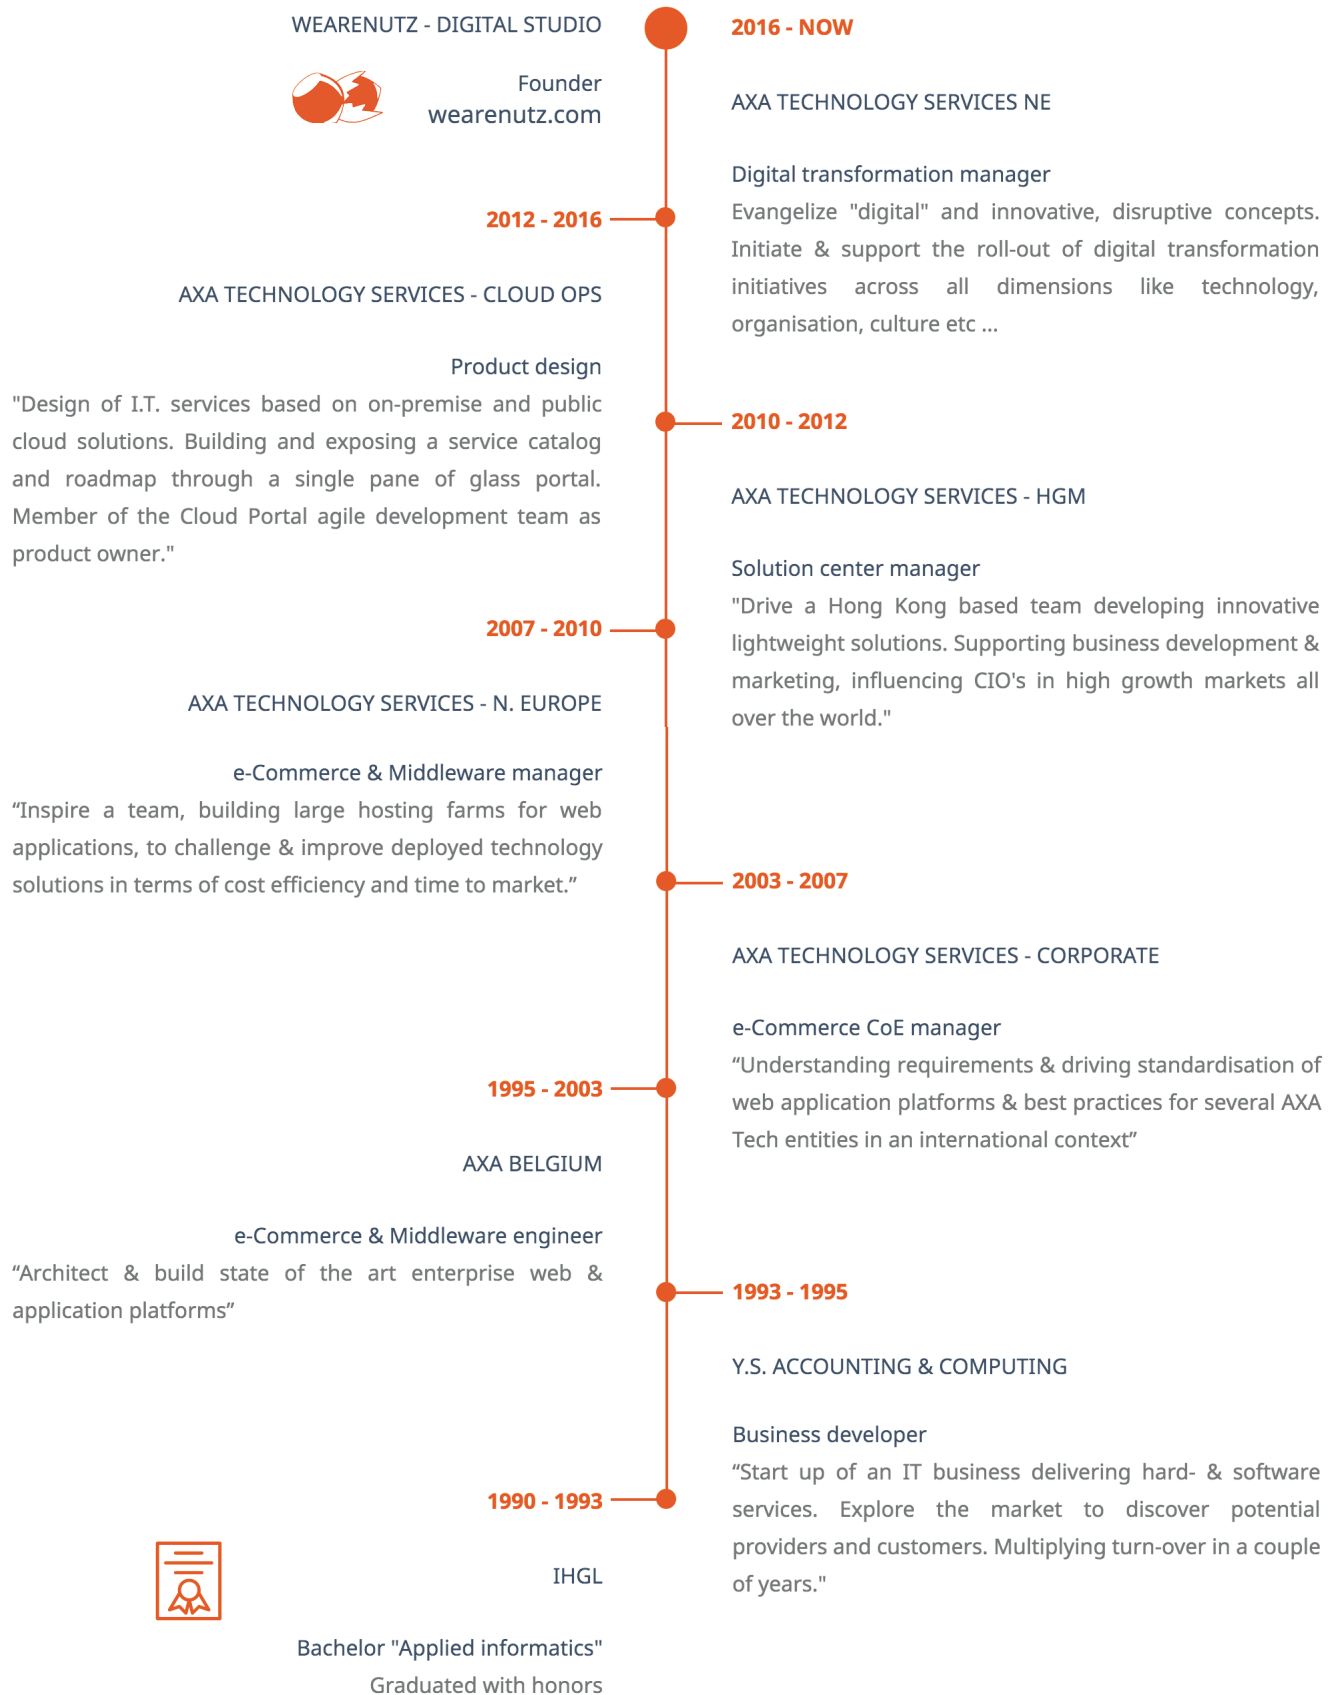 WEARENUTZ - DIGITAL STUDIO
Founder
wearenutz.com
2016 - NOW
AXA TECHNOLOGY SERVICES NE
Digital transformation manager
Evangelize "digital" and innovative, disruptive concepts.
Initiate & support the roll-out of digital transformation
initiatives across all dimensions like technology,
organisation, culture etc ...
2012 - 2016
AXA TECHNOLOGY SERVICES - CLOUD OPS
Product design
"Design of I.T. services based on on-premise and public
cloud solutions. Building and exposing a service catalog
and roadmap through a single pane of glass portal.
Member of the Cloud Portal agile development team as
product owner."
2010 - 2012
AXA TECHNOLOGY SERVICES - HGM
Solution center manager
"Drive a Hong Kong based team developing innovative
lightweight solutions. Supporting business development &
marketing, influencing CIO's in high growth markets all
over the world."
2007 - 2010
AXA TECHNOLOGY SERVICES - N. EUROPE
e-Commerce & Middleware manager
“Inspire a team, building large hosting farms for web
applications, to challenge & improve deployed technology
solutions in terms of cost efficiency and time to market.”
2003 - 2007
AXA TECHNOLOGY SERVICES - CORPORATE
e-Commerce CoE manager
“Understanding requirements & driving standardisation of
web application platforms & best practices for several AXA
Tech entities in an international context”
1995 - 2003
AXA BELGIUM
e-Commerce & Middleware engineer
“Architect & build state of the art enterprise web &
application platforms”
1993 - 1995
Y.S. ACCOUNTING & COMPUTING
Business developer
“Start up of an IT business delivering hard- & software
services. Explore the market to discover potential
providers and customers. Multiplying turn-over in a couple
of years."
1990 - 1993
IHGL
Bachelor "Applied informatics"
Graduated with honors